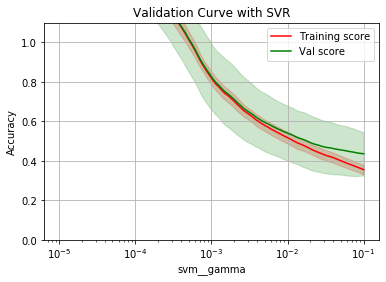 Validation Curve with SVR
Training score
Val score
Accuracy
1.0
0.8
0.6
0.4
0.2
0.0
10^-5
10^-4
10^-3
10^-2
10^-1
svm__gamma